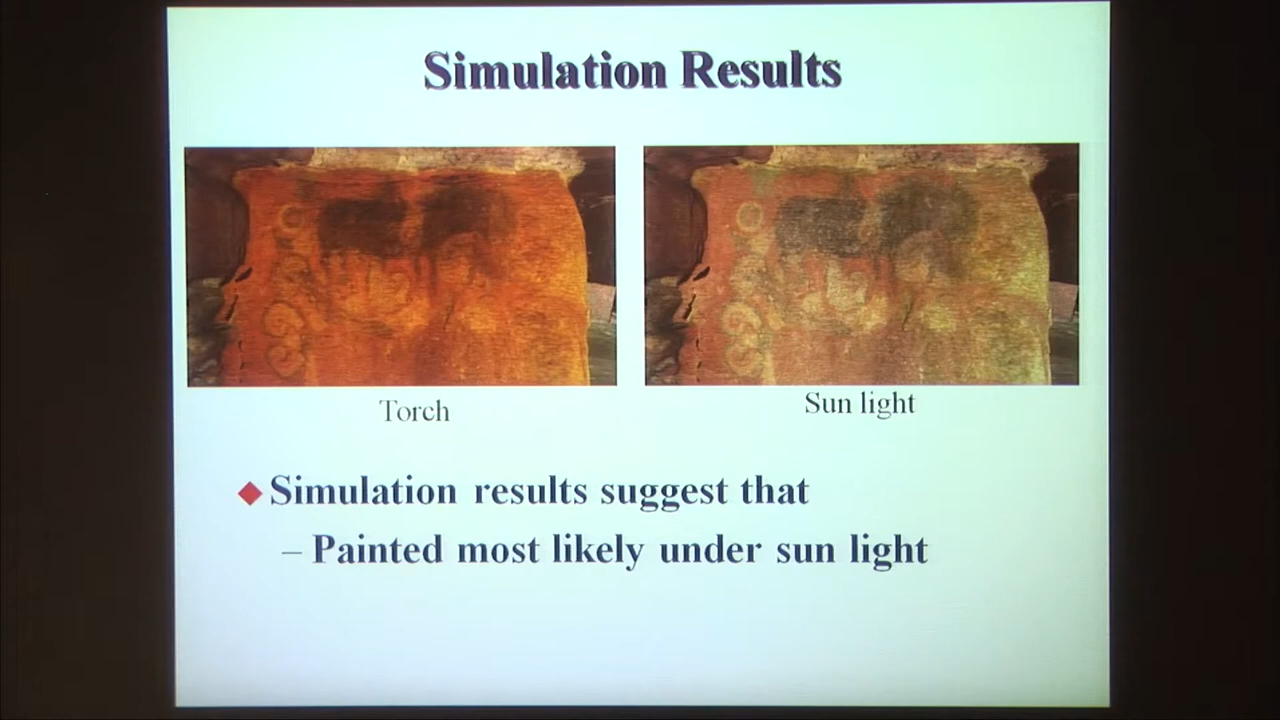 Simulation Results
Torch
Sun light
Simulation results suggest that
– Painted most likely under sun light